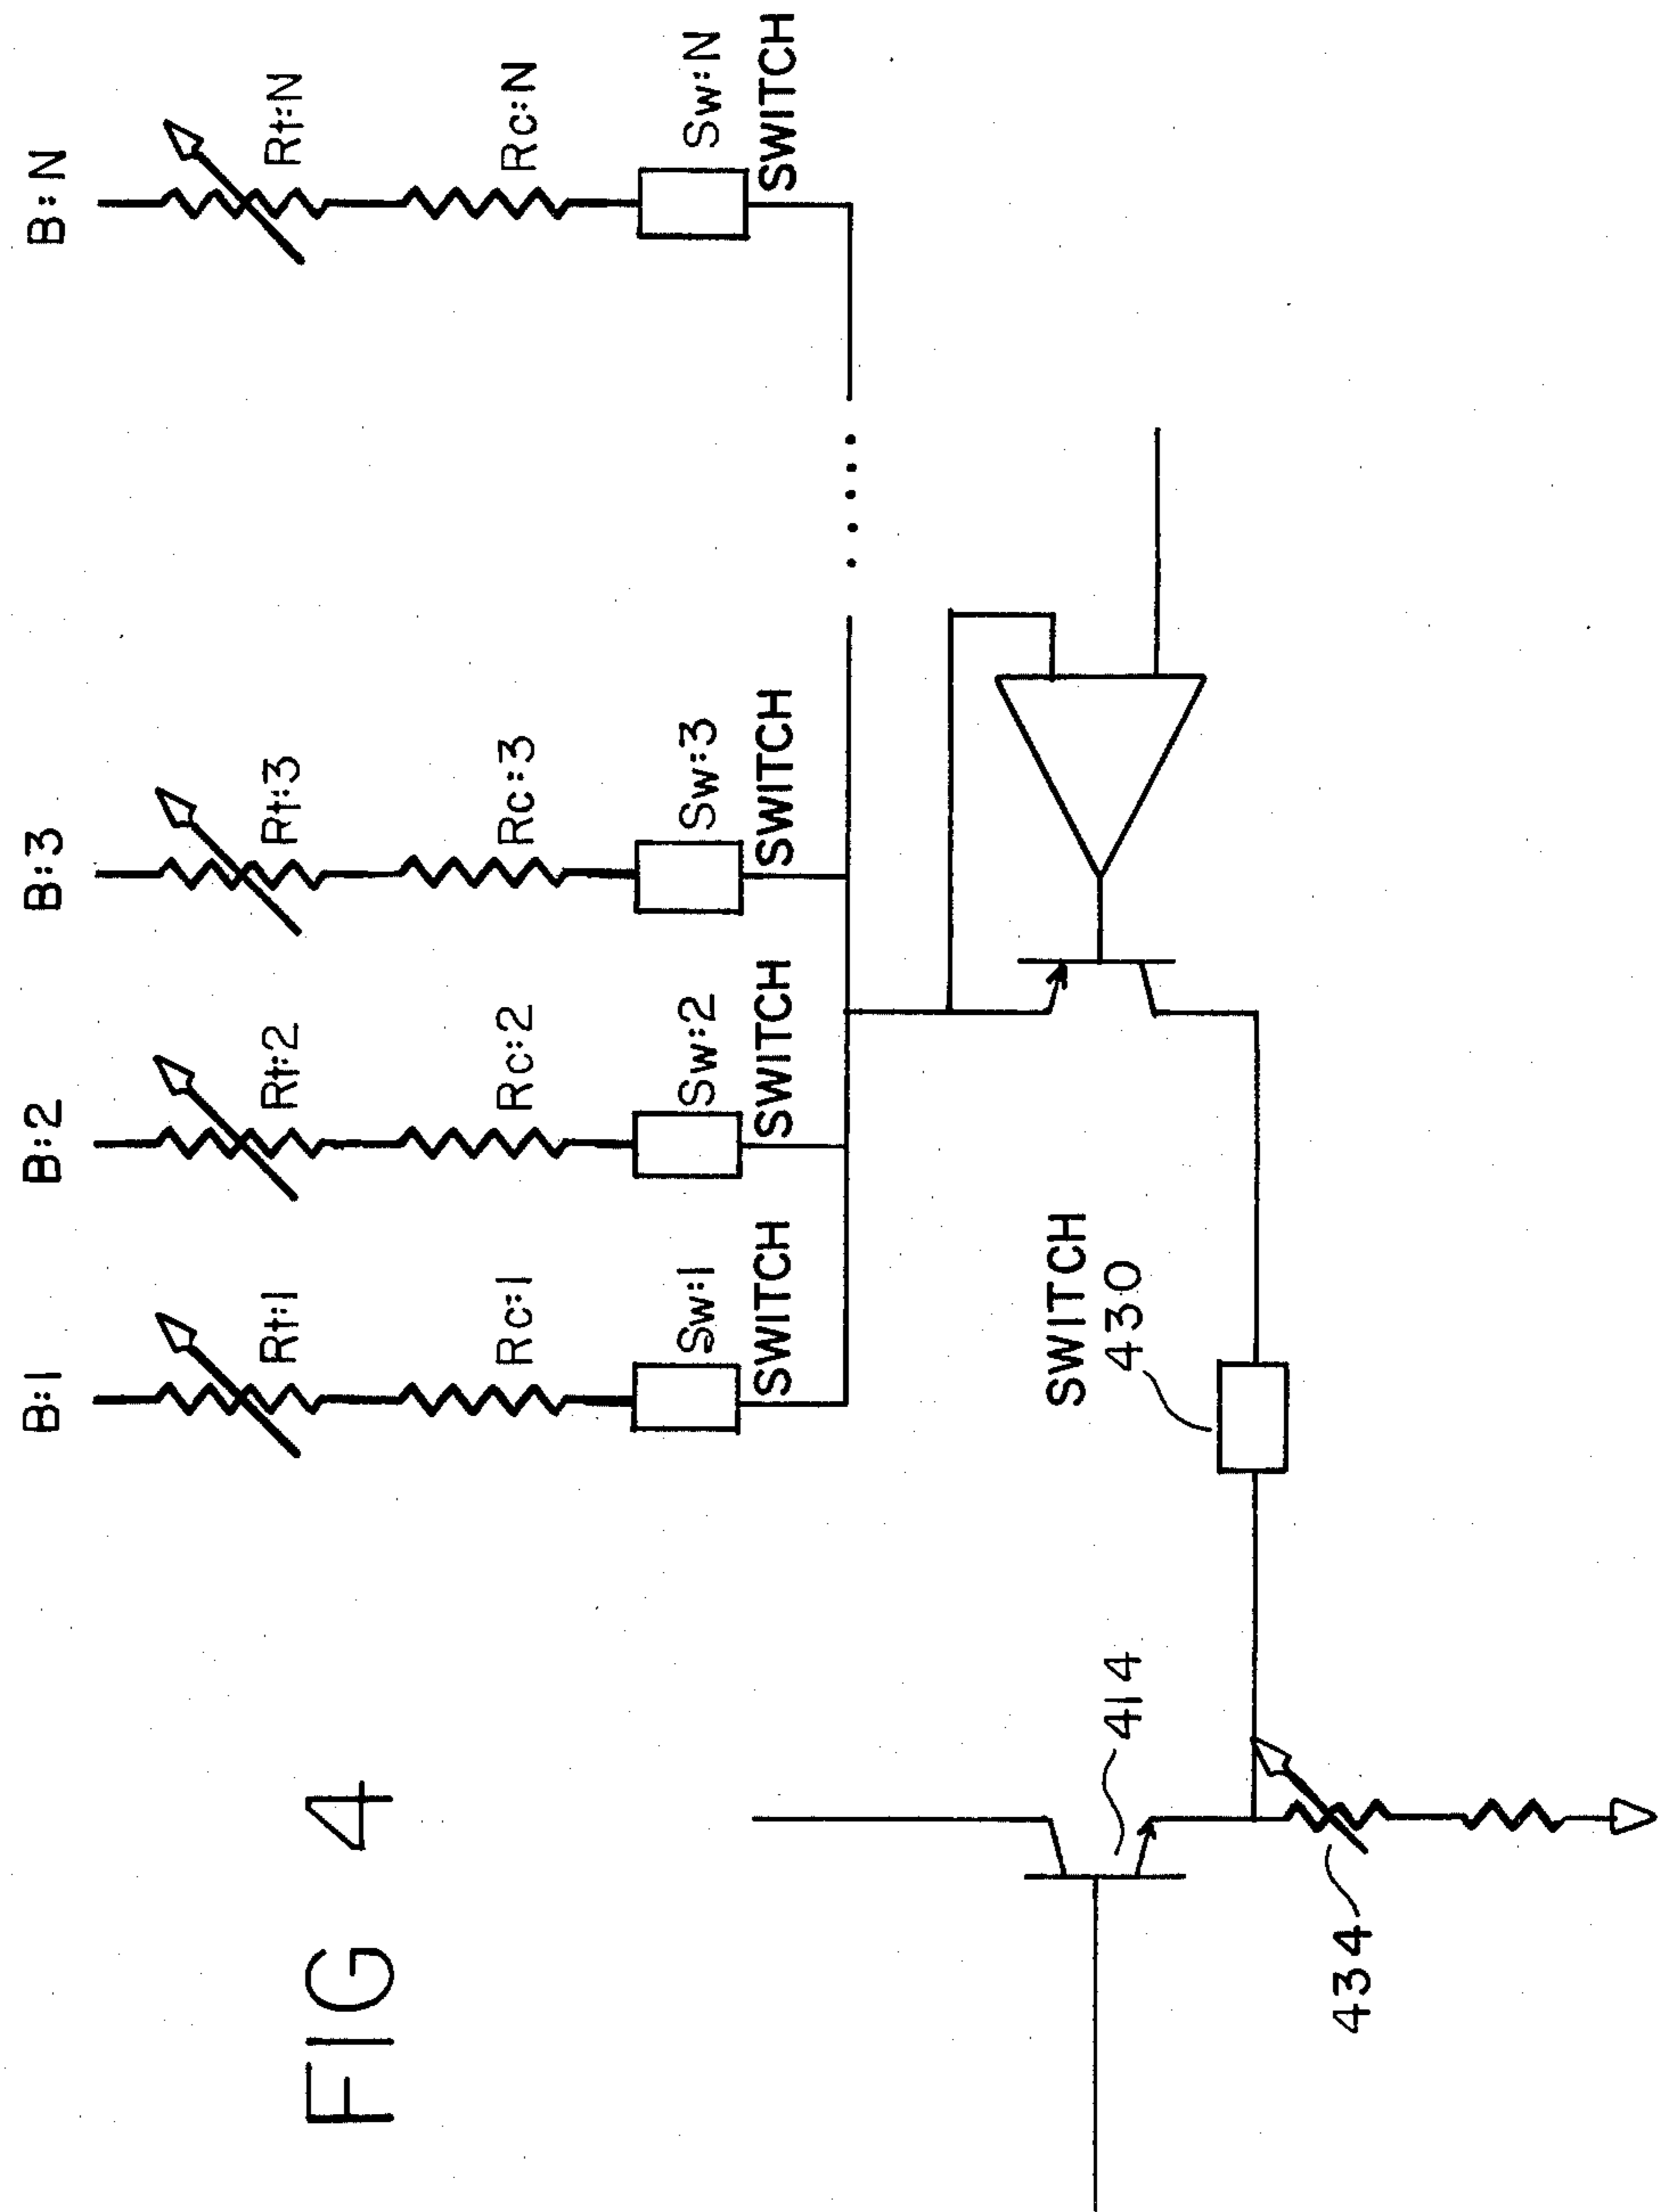 FIG 4
B:1
B:2
B:3
B:N
Rt:1
Rt:2
Rt:3
Rt:N
Rc:1
Rc:2
Rc:3
Rc:N
Sw:1
Sw:2
Sw:3
Sw:N
SWITCH
SWITCH
SWITCH
SWITCH
SWITCH
430
414
434